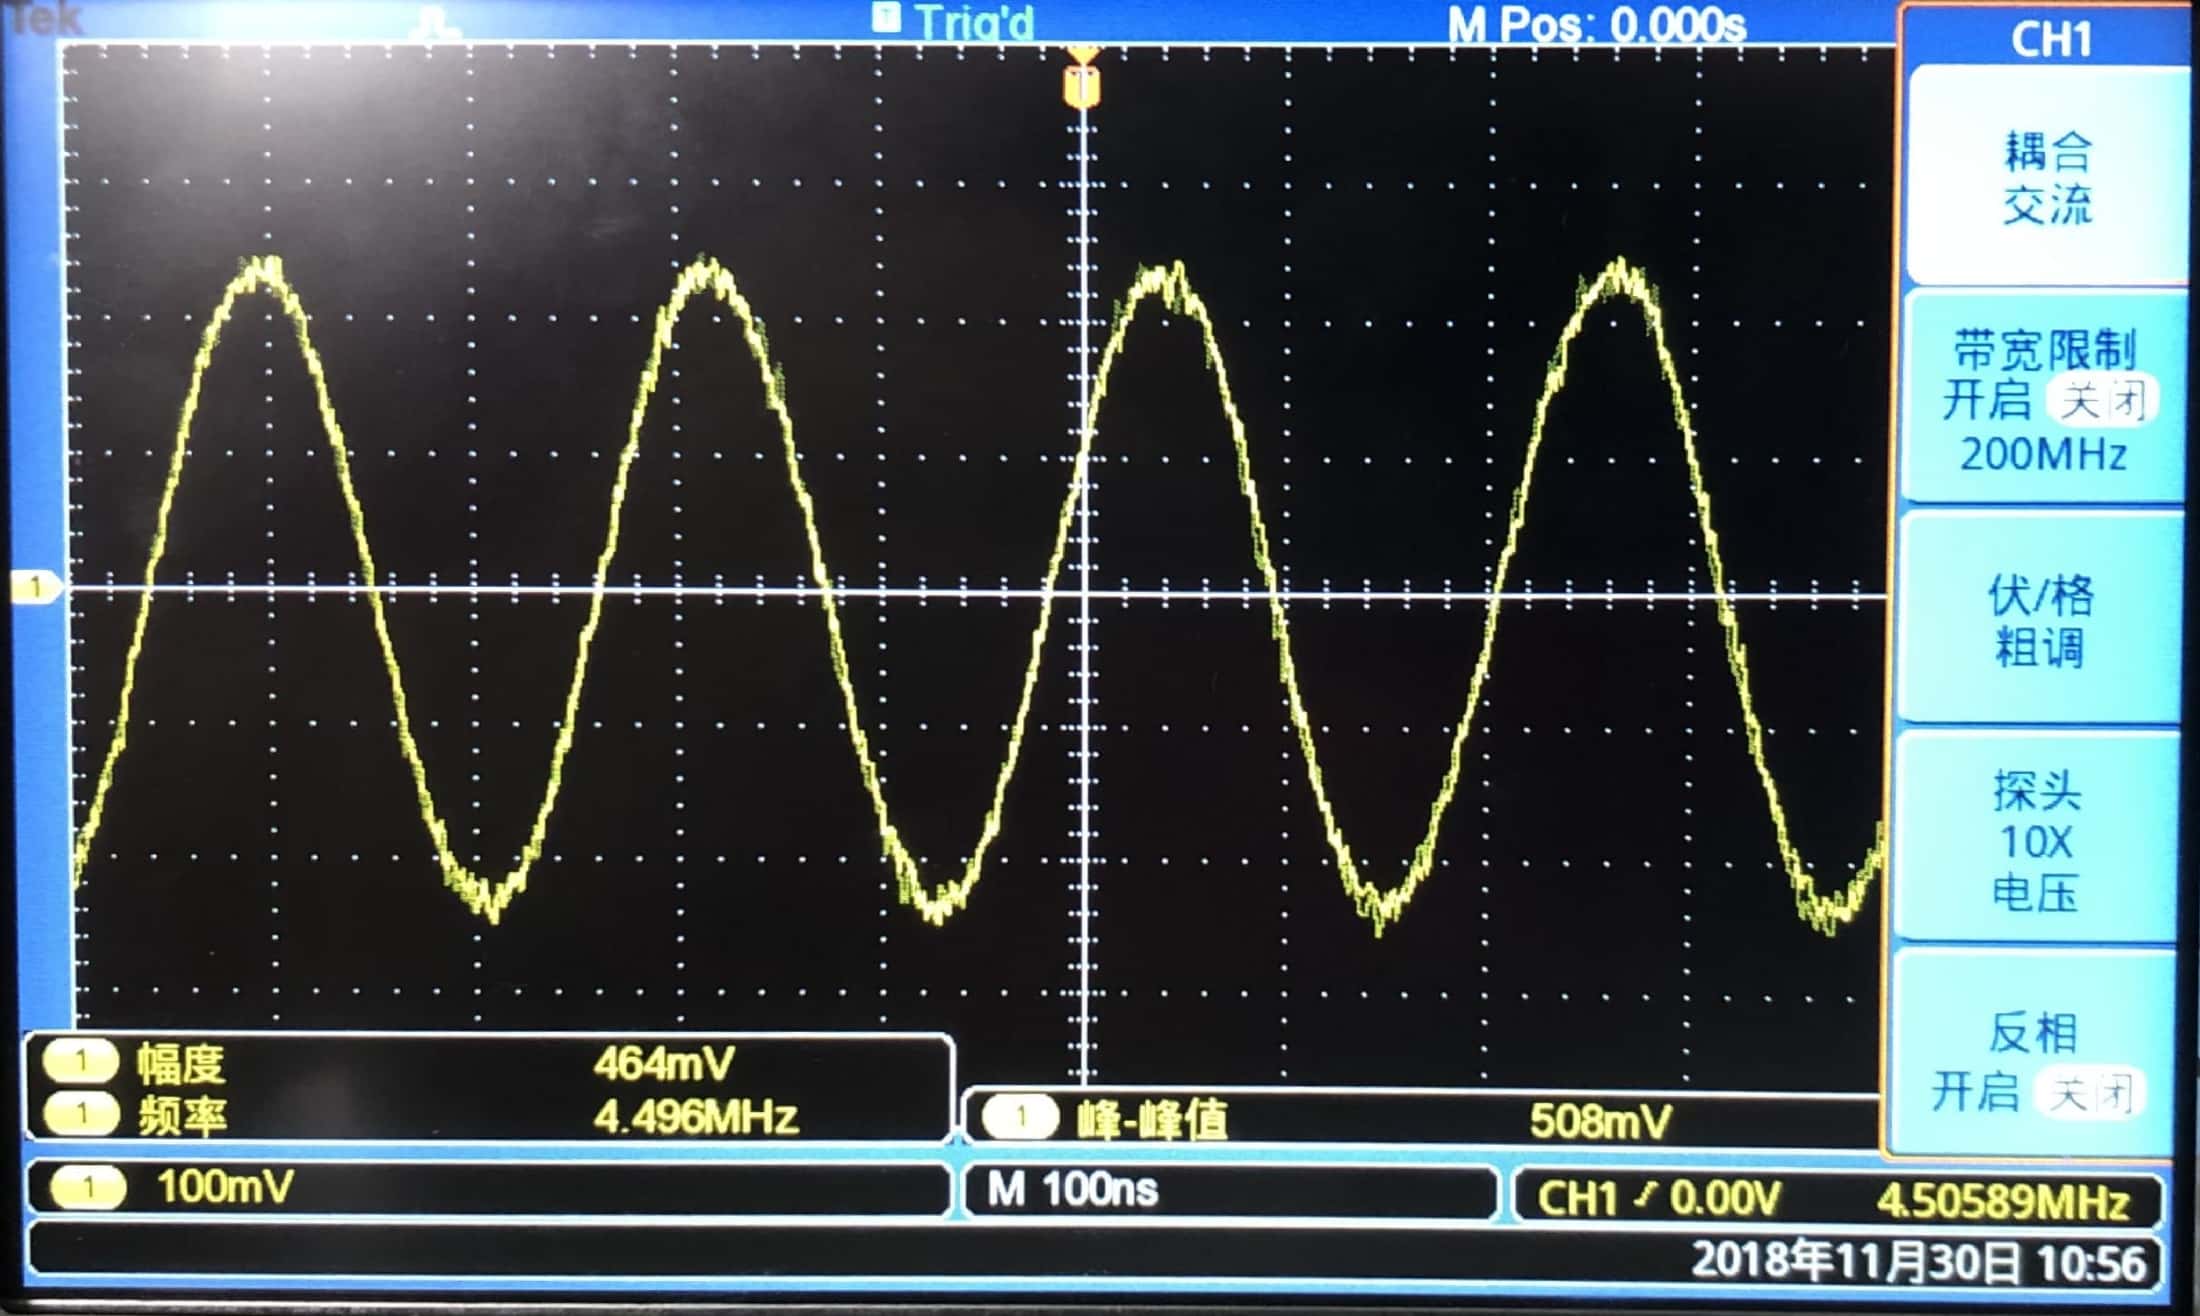 Tek
T Trig'd
M Pos: 0.000s
CH1
T
耦合
交流
带宽限制
开启 关闭
200MHz
伏/格
粗调
探头
10X
电压
反相
开启 关闭
1
1 幅度 464mV
1 频率 4.496MHz
1 峰-峰值 508mV
1 100mV
M 100ns
CH1 0.00V 4.50589MHz
2018年11月30日 10:56